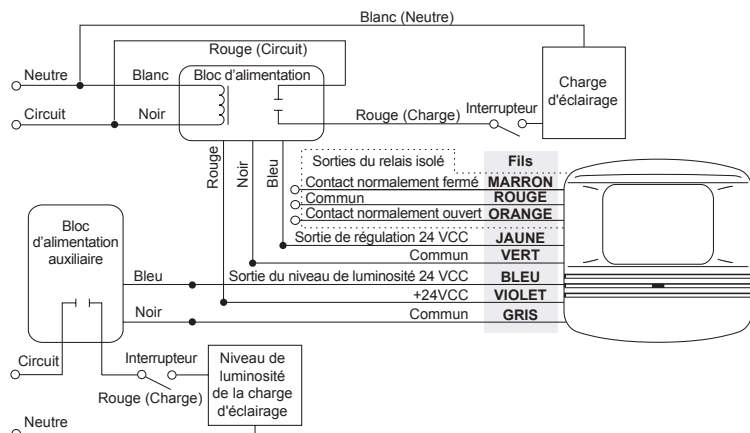 Blanc (Neutre)
Rouge (Circuit)
Neutre
Blanc
Bloc d'alimentation
Charge
d'éclairage
Circuit
Noir
Rouge (Charge)
Interrupteur
Rouge
Noir
Bleu
Sorties du relais isolé
Fils
Contact normalement fermé
MARRON
Commun
ROUGE
Contact normalement ouvert
ORANGE
Sortie de régulation 24 VCC
JAUNE
Commun
VERT
Bloc
d'alimentation
auxiliaire
Bleu
Sortie du niveau de luminosité 24 VCC
BLEU
+24VCC
VIOLET
Noir
Commun
GRIS
Circuit
Interrupteur
Rouge (Charge)
Niveau de
luminosité
de la charge
d'éclairage
Neutre